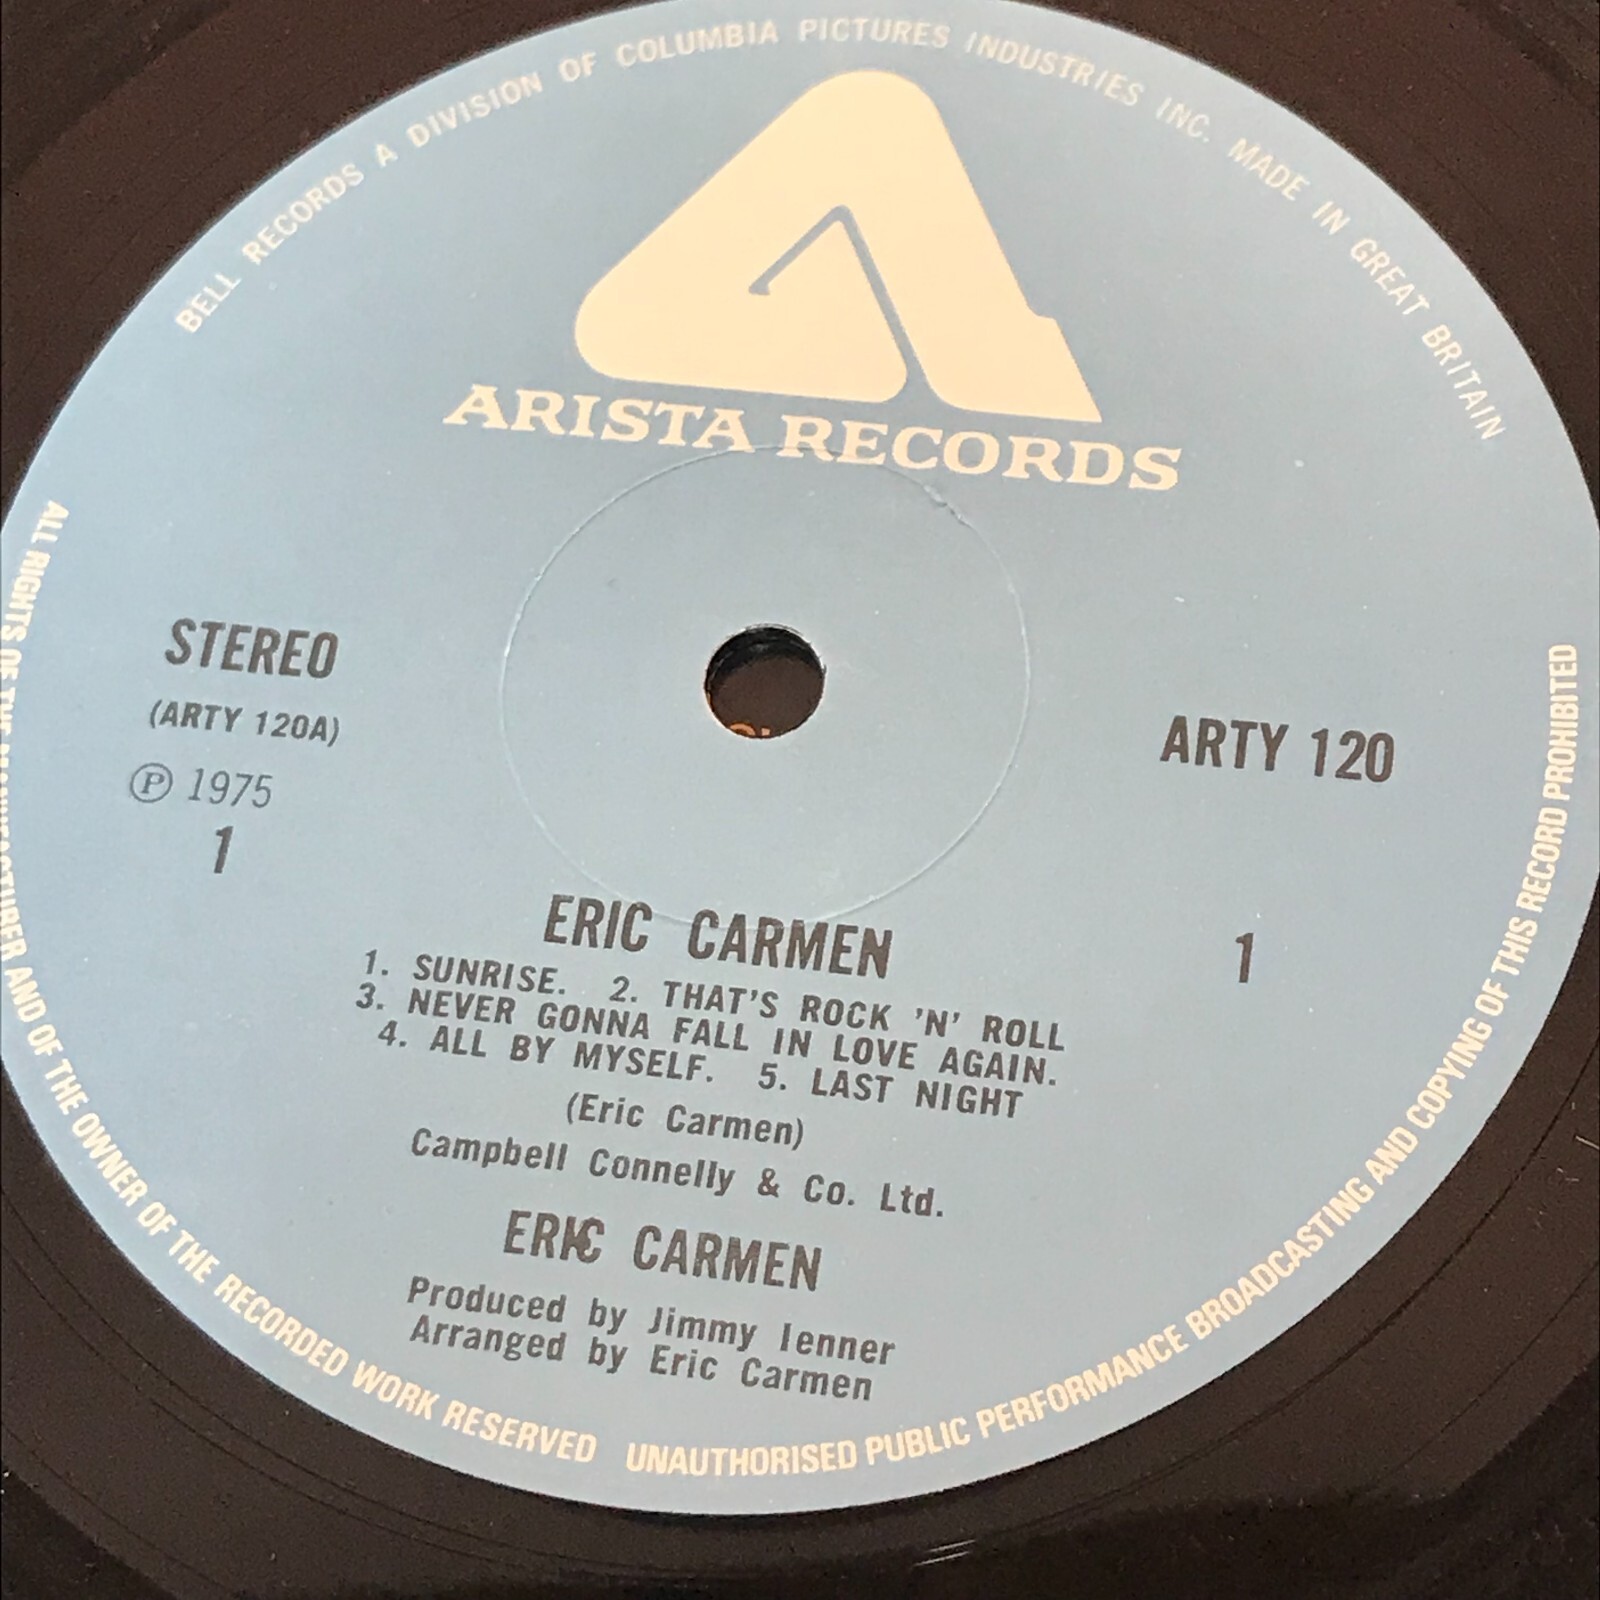 BELL RECORDS A DIVISION OF COLUMBIA PICTURES INDUSTRIES INC. MADE IN GREAT BRITAIN
ARISTA RECORDS
STEREO
(ARTY 120A)
Ⓟ 1975
1
ARTY 120
1
ERIC CARMEN
1. SUNRISE. 2. THAT'S ROCK 'N' ROLL
3. NEVER GONNA FALL IN LOVE AGAIN.
4. ALL BY MYSELF. 5. LAST NIGHT
(Eric Carmen)
Campbell Connelly & Co. Ltd.
ERIC CARMEN
Produced by Jimmy Ienner
Arranged by Eric Carmen
ALL RIGHTS OF THE MANUFACTURER AND OF THE OWNER OF THE RECORDED WORK RESERVED UNAUTHORISED PUBLIC PERFORMANCE BROADCASTING AND COPYING OF THIS RECORD PROHIBITED